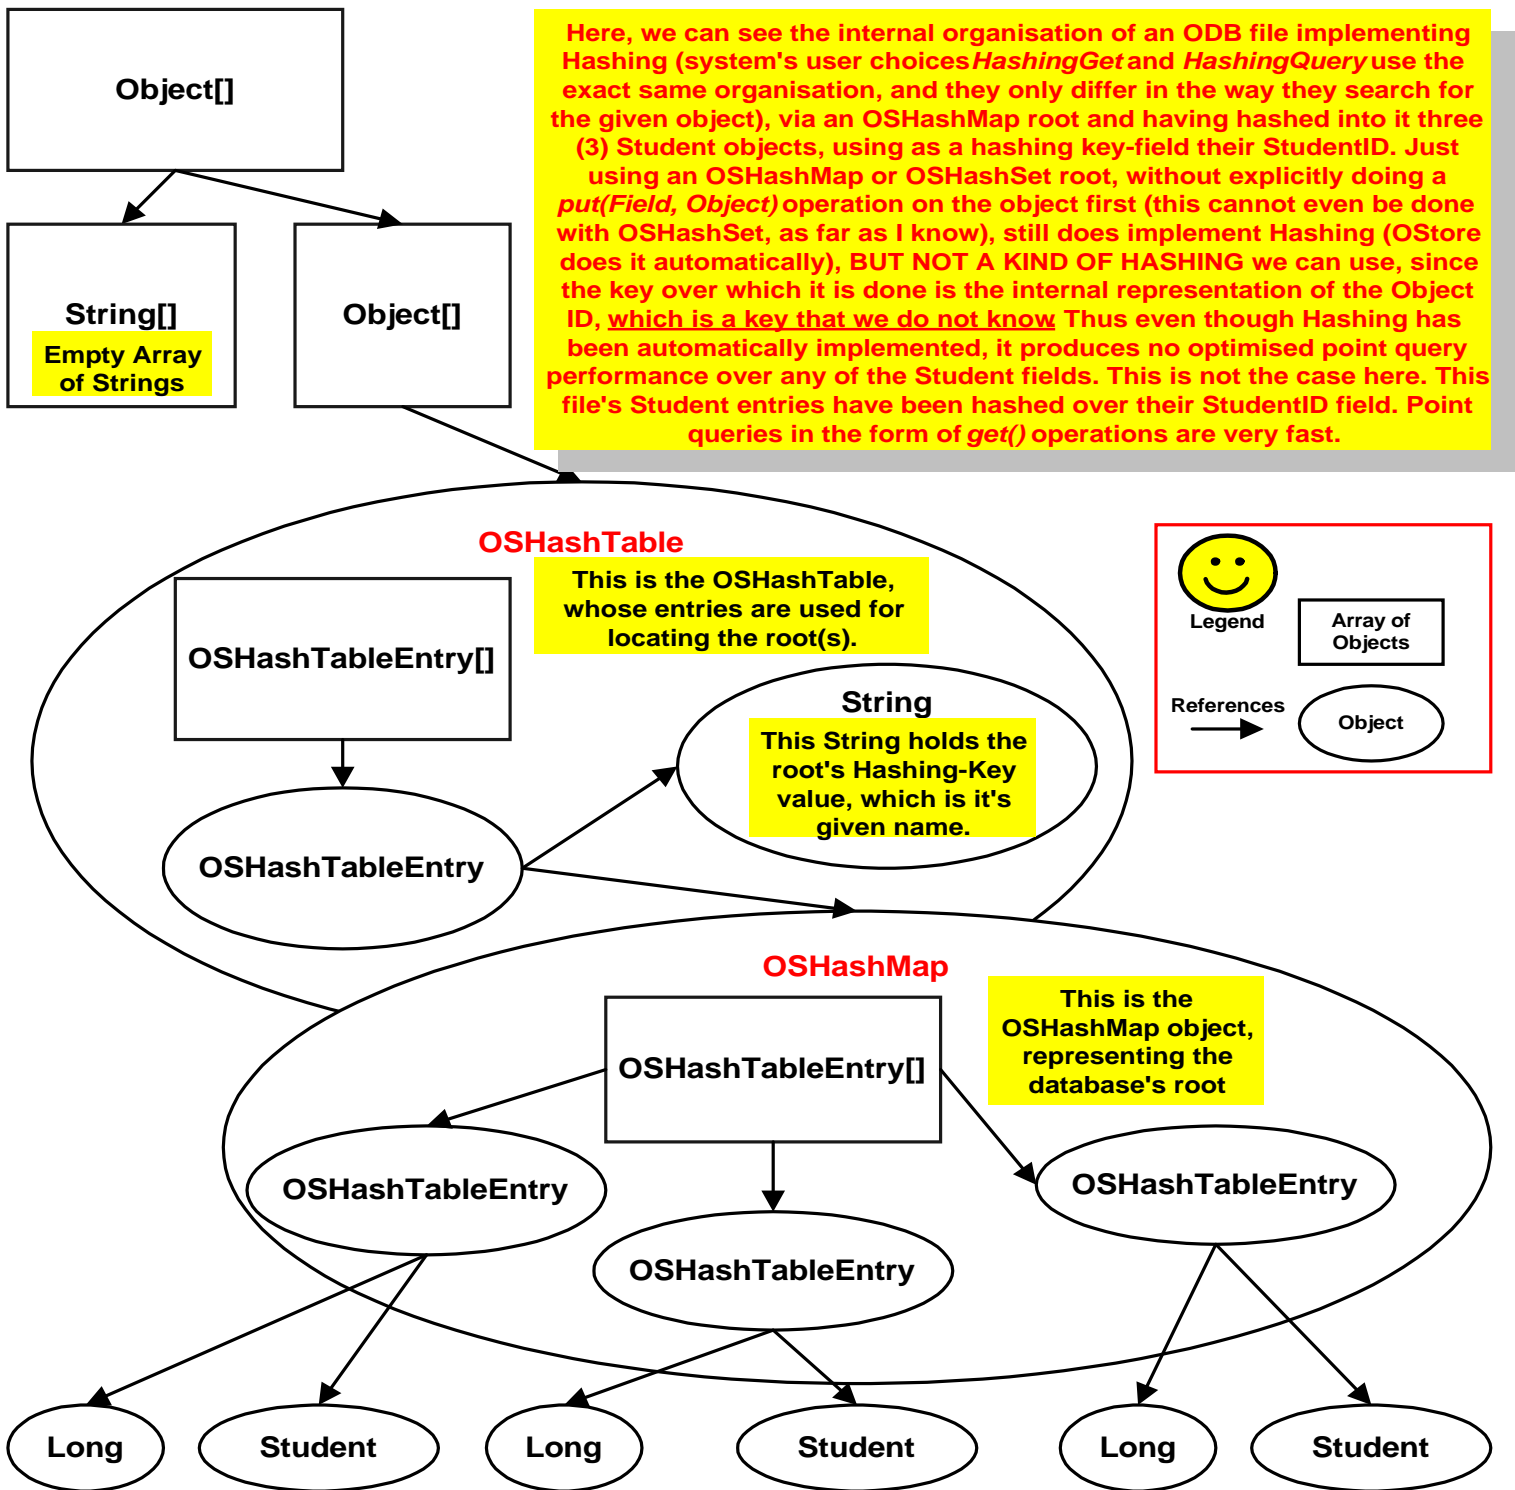 Object[]
Here, we can see the internal organisation of an ODB file implementing
Hashing (system's user choices HashingGet and HashingQuery use the
exact same organisation, and they only differ in the way they search for
the given object), via an OSHashMap root and having hashed into it three
(3) Student objects, using as a hashing key-field their StudentID. Just
using an OSHashMap or OSHashSet root, without explicitly doing a
put(Field, Object) operation on the object first (this cannot even be done
with OSHashSet, as far as I know), still does implement Hashing (OStore
does it automatically), BUT NOT A KIND OF HASHING we can use, since
the key over which it is done is the internal representation of the Object
ID, which is a key that we do not know. Thus even though Hashing has
been automatically implemented, it produces no optimised point query
performance over any of the Student fields. This is not the case here. This
file's Student entries have been hashed over their StudentID field. Point
queries in the form of get() operations are very fast.
String[]
Empty Array
of Strings
Object[]
OSHashTable
This is the OSHashTable,
whose entries are used for
locating the root(s).
OSHashTableEntry[]
String
This String holds the
root's Hashing-Key
value, which is it's
given name.
OSHashTableEntry
Legend
Array of
Objects
References
Object
OSHashMap
This is the
OSHashMap object,
representing the
database's root
OSHashTableEntry[]
OSHashTableEntry
OSHashTableEntry
OSHashTableEntry
Long
Student
Long
Student
Long
Student